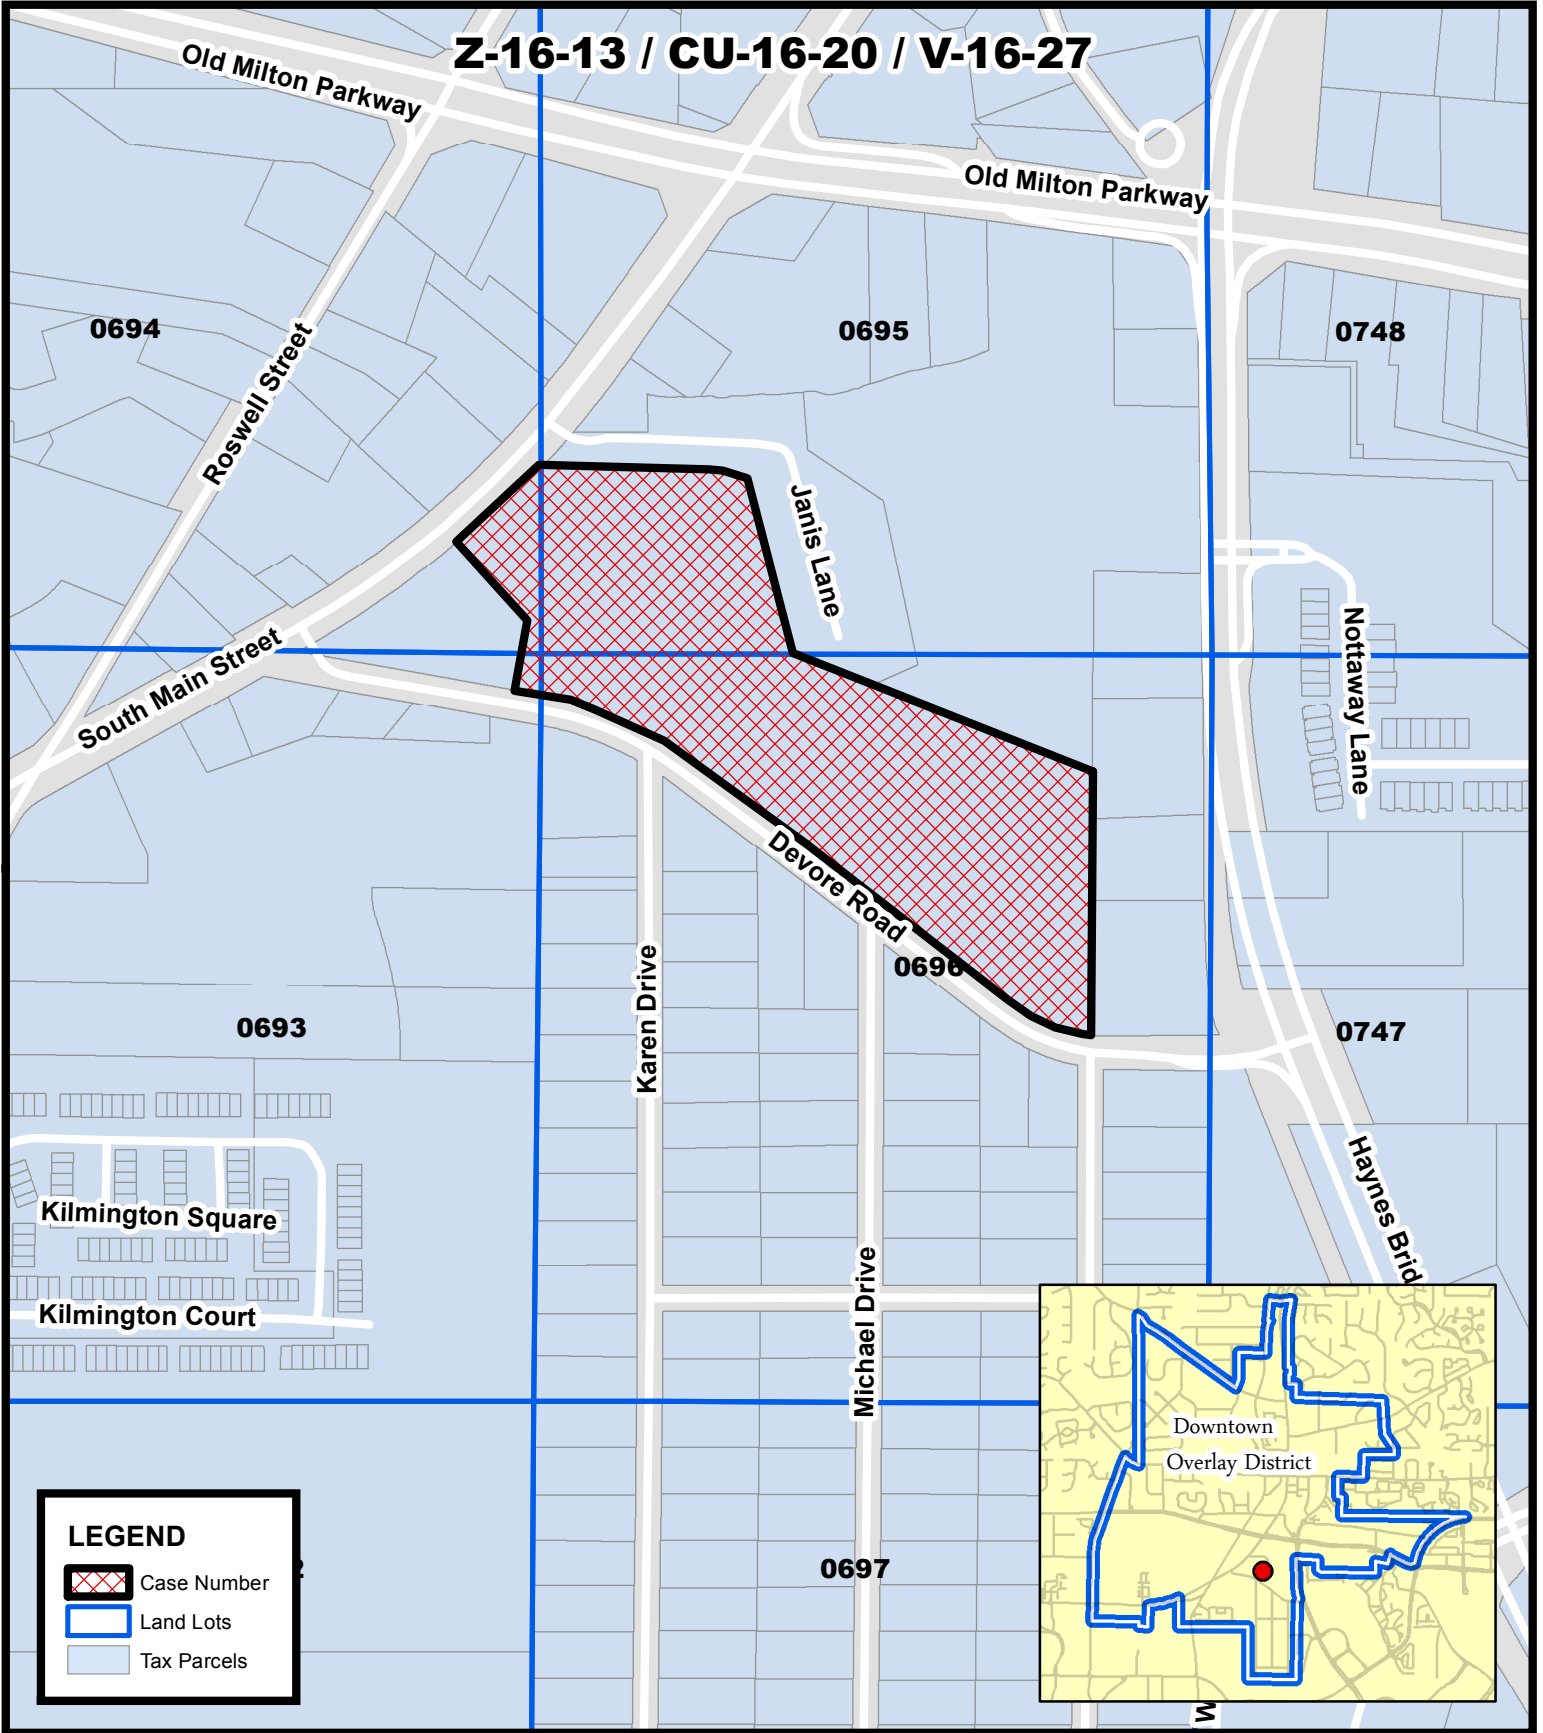 Z-16-13 / CU-16-20 / V-16-27
Old Milton Parkway
Old Milton Parkway
0694
0695
0748
Roswell Street
Janis Lane
Nottaway Lane
South Main Street
Devore Road
0696
Karen Drive
0693
0747
Haynes Brid
Kilmington Square
Kilmington Court
Michael Drive
Downtown
Overlay District
LEGEND
Case Number
Land Lots
Tax Parcels
2
0697
W